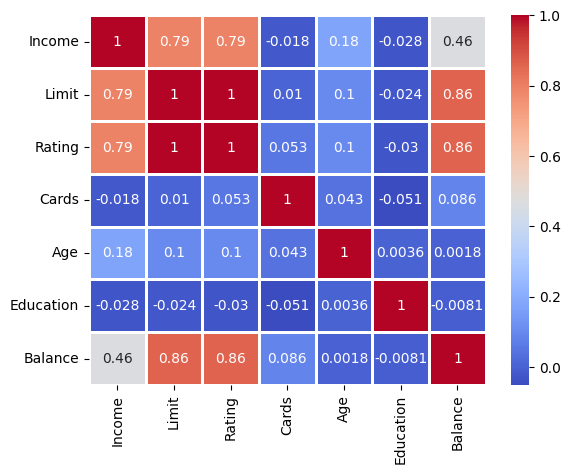 Income 1 0.79 0.79 -0.018 0.18 -0.028 0.46
Limit 0.79 1 1 0.01 0.1 -0.024 0.86
Rating 0.79 1 1 0.053 0.1 -0.03 0.86
Cards -0.018 0.01 0.053 1 0.043 -0.051 0.086
Age 0.18 0.1 0.1 0.043 1 0.0036 0.0018
Education -0.028 -0.024 -0.03 -0.051 0.0036 1 -0.0081
Balance 0.46 0.86 0.86 0.086 0.0018 -0.0081 1
Income Limit Rating Cards Age Education Balance
1.0
0.8
0.6
0.4
0.2
0.0